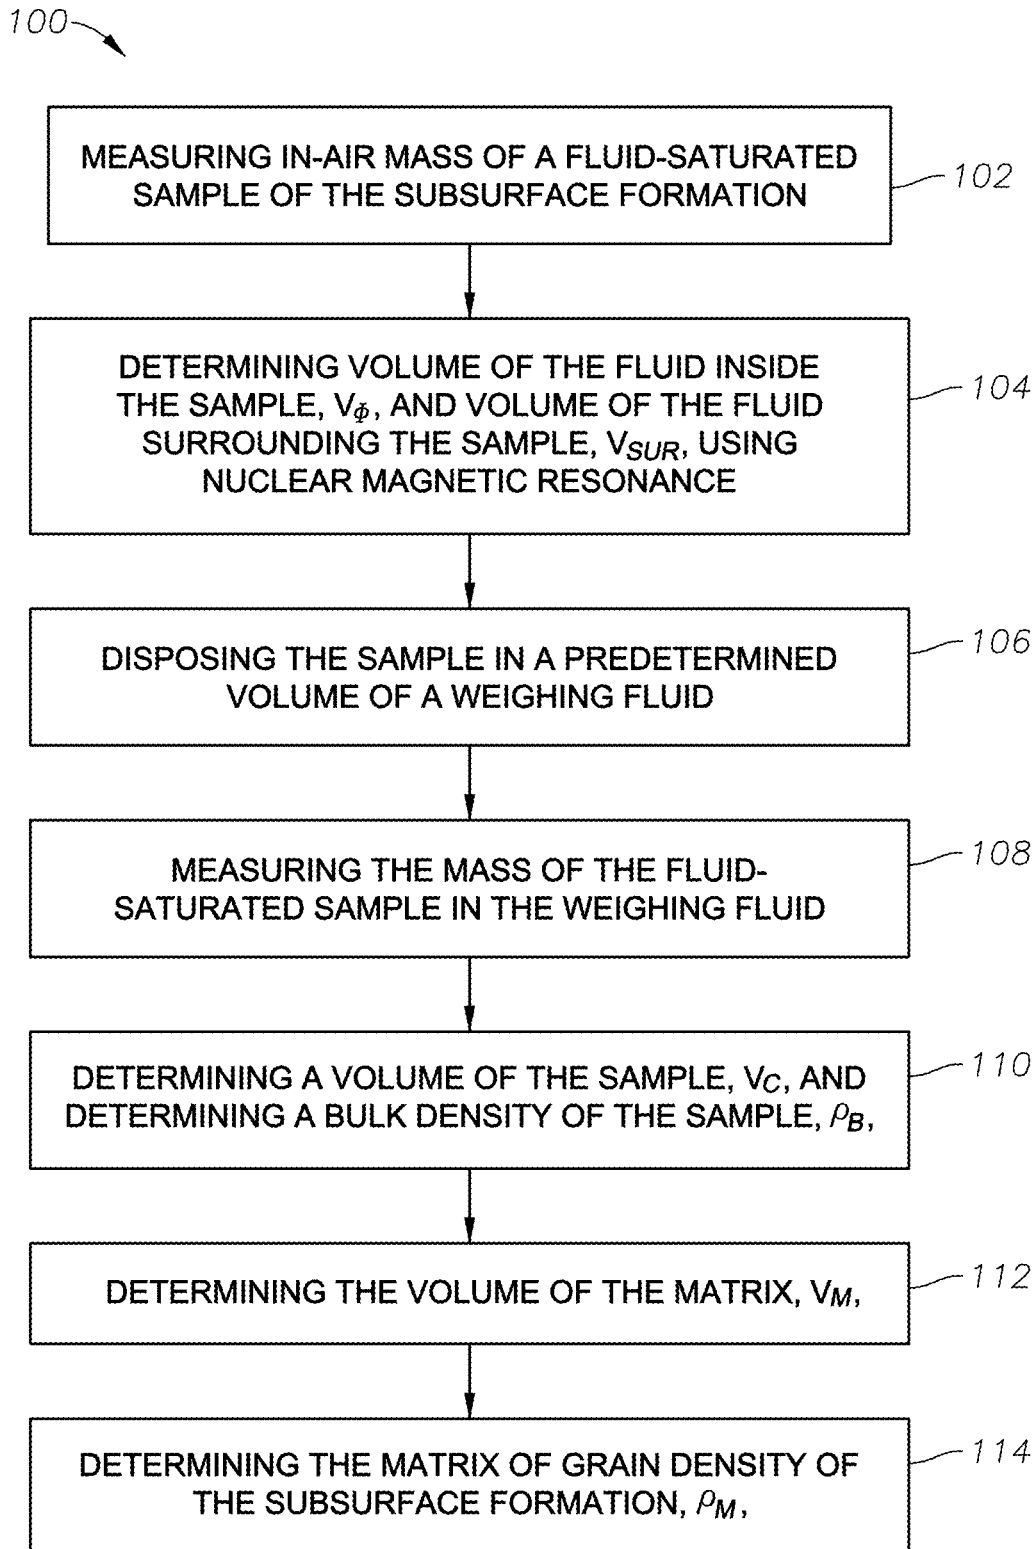 100
MEASURING IN-AIR MASS OF A FLUID-SATURATED
SAMPLE OF THE SUBSURFACE FORMATION
102
DETERMINING VOLUME OF THE FLUID INSIDE
THE SAMPLE, VΦ, AND VOLUME OF THE FLUID
SURROUNDING THE SAMPLE, VSUR, USING
NUCLEAR MAGNETIC RESONANCE
104
DISPOSING THE SAMPLE IN A PREDETERMINED
VOLUME OF A WEIGHING FLUID
106
MEASURING THE MASS OF THE FLUID-
SATURATED SAMPLE IN THE WEIGHING FLUID
108
DETERMINING A VOLUME OF THE SAMPLE, VC, AND
DETERMINING A BULK DENSITY OF THE SAMPLE, ρB,
110
DETERMINING THE VOLUME OF THE MATRIX, VM,
112
DETERMINING THE MATRIX OF GRAIN DENSITY OF
THE SUBSURFACE FORMATION, ρM,
114